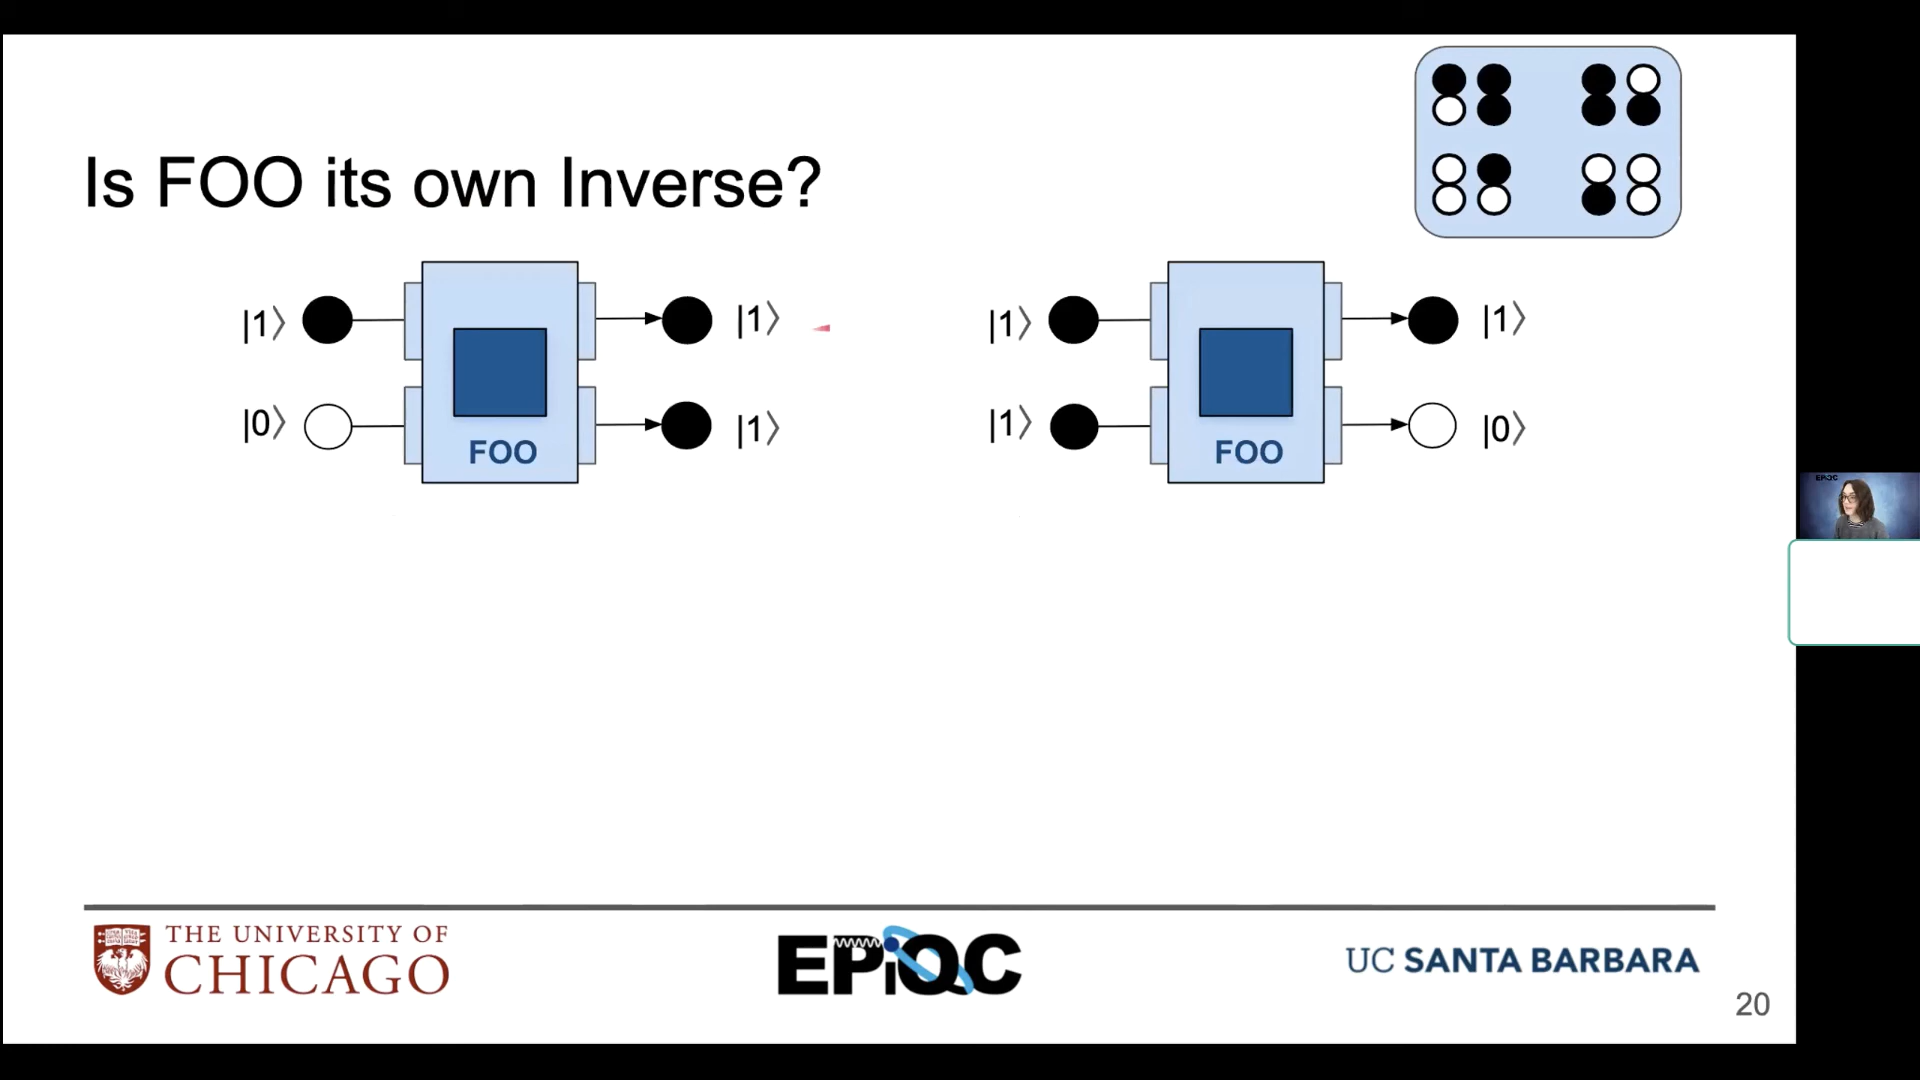 Is FOO its own Inverse?
|1⟩ |1⟩ |1⟩ |1⟩
|0⟩ |1⟩ |1⟩ |0⟩
FOO FOO
EPiQC
THE UNIVERSITY OF
CHICAGO
EPiQC
UC SANTA BARBARA
20